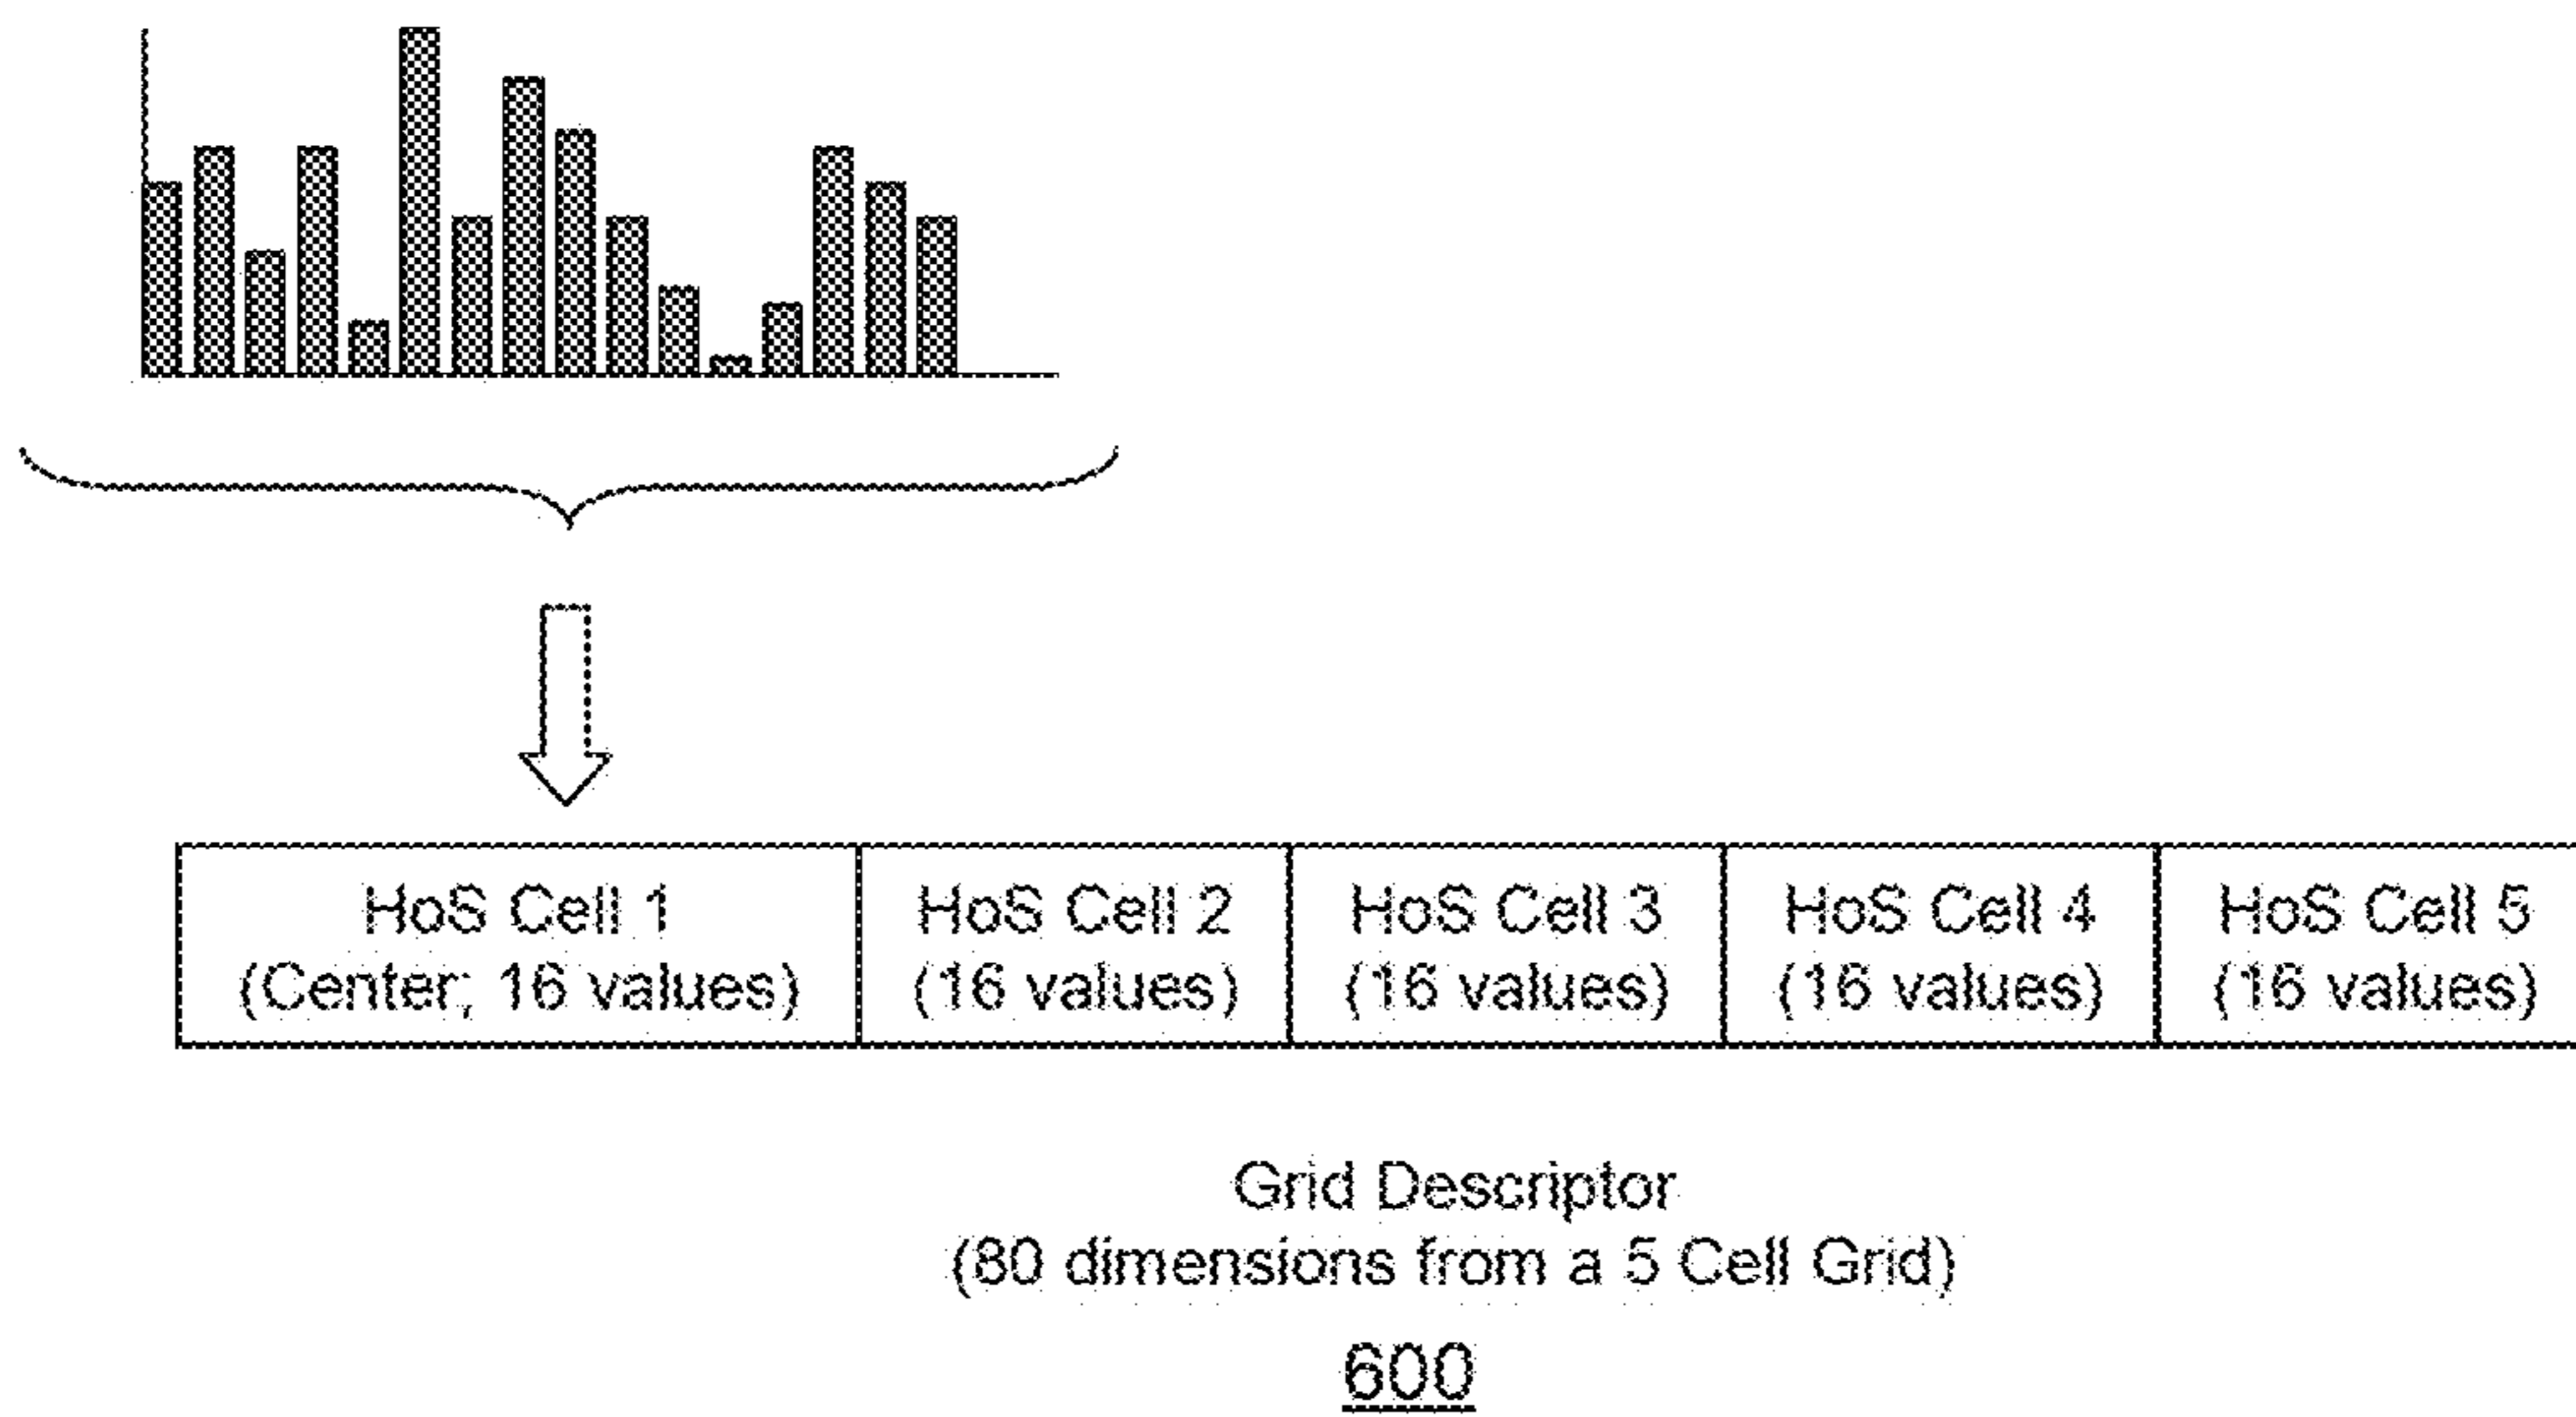 HoS Cell 1
(Center; 16 values)
HoS Cell 2
(16 values)
HoS Cell 3
(16 values)
HoS Cell 4
(16 values)
HoS Cell 5
(16 values)
Grid Descriptor
(80 dimensions from a 5 Cell Grid)
600